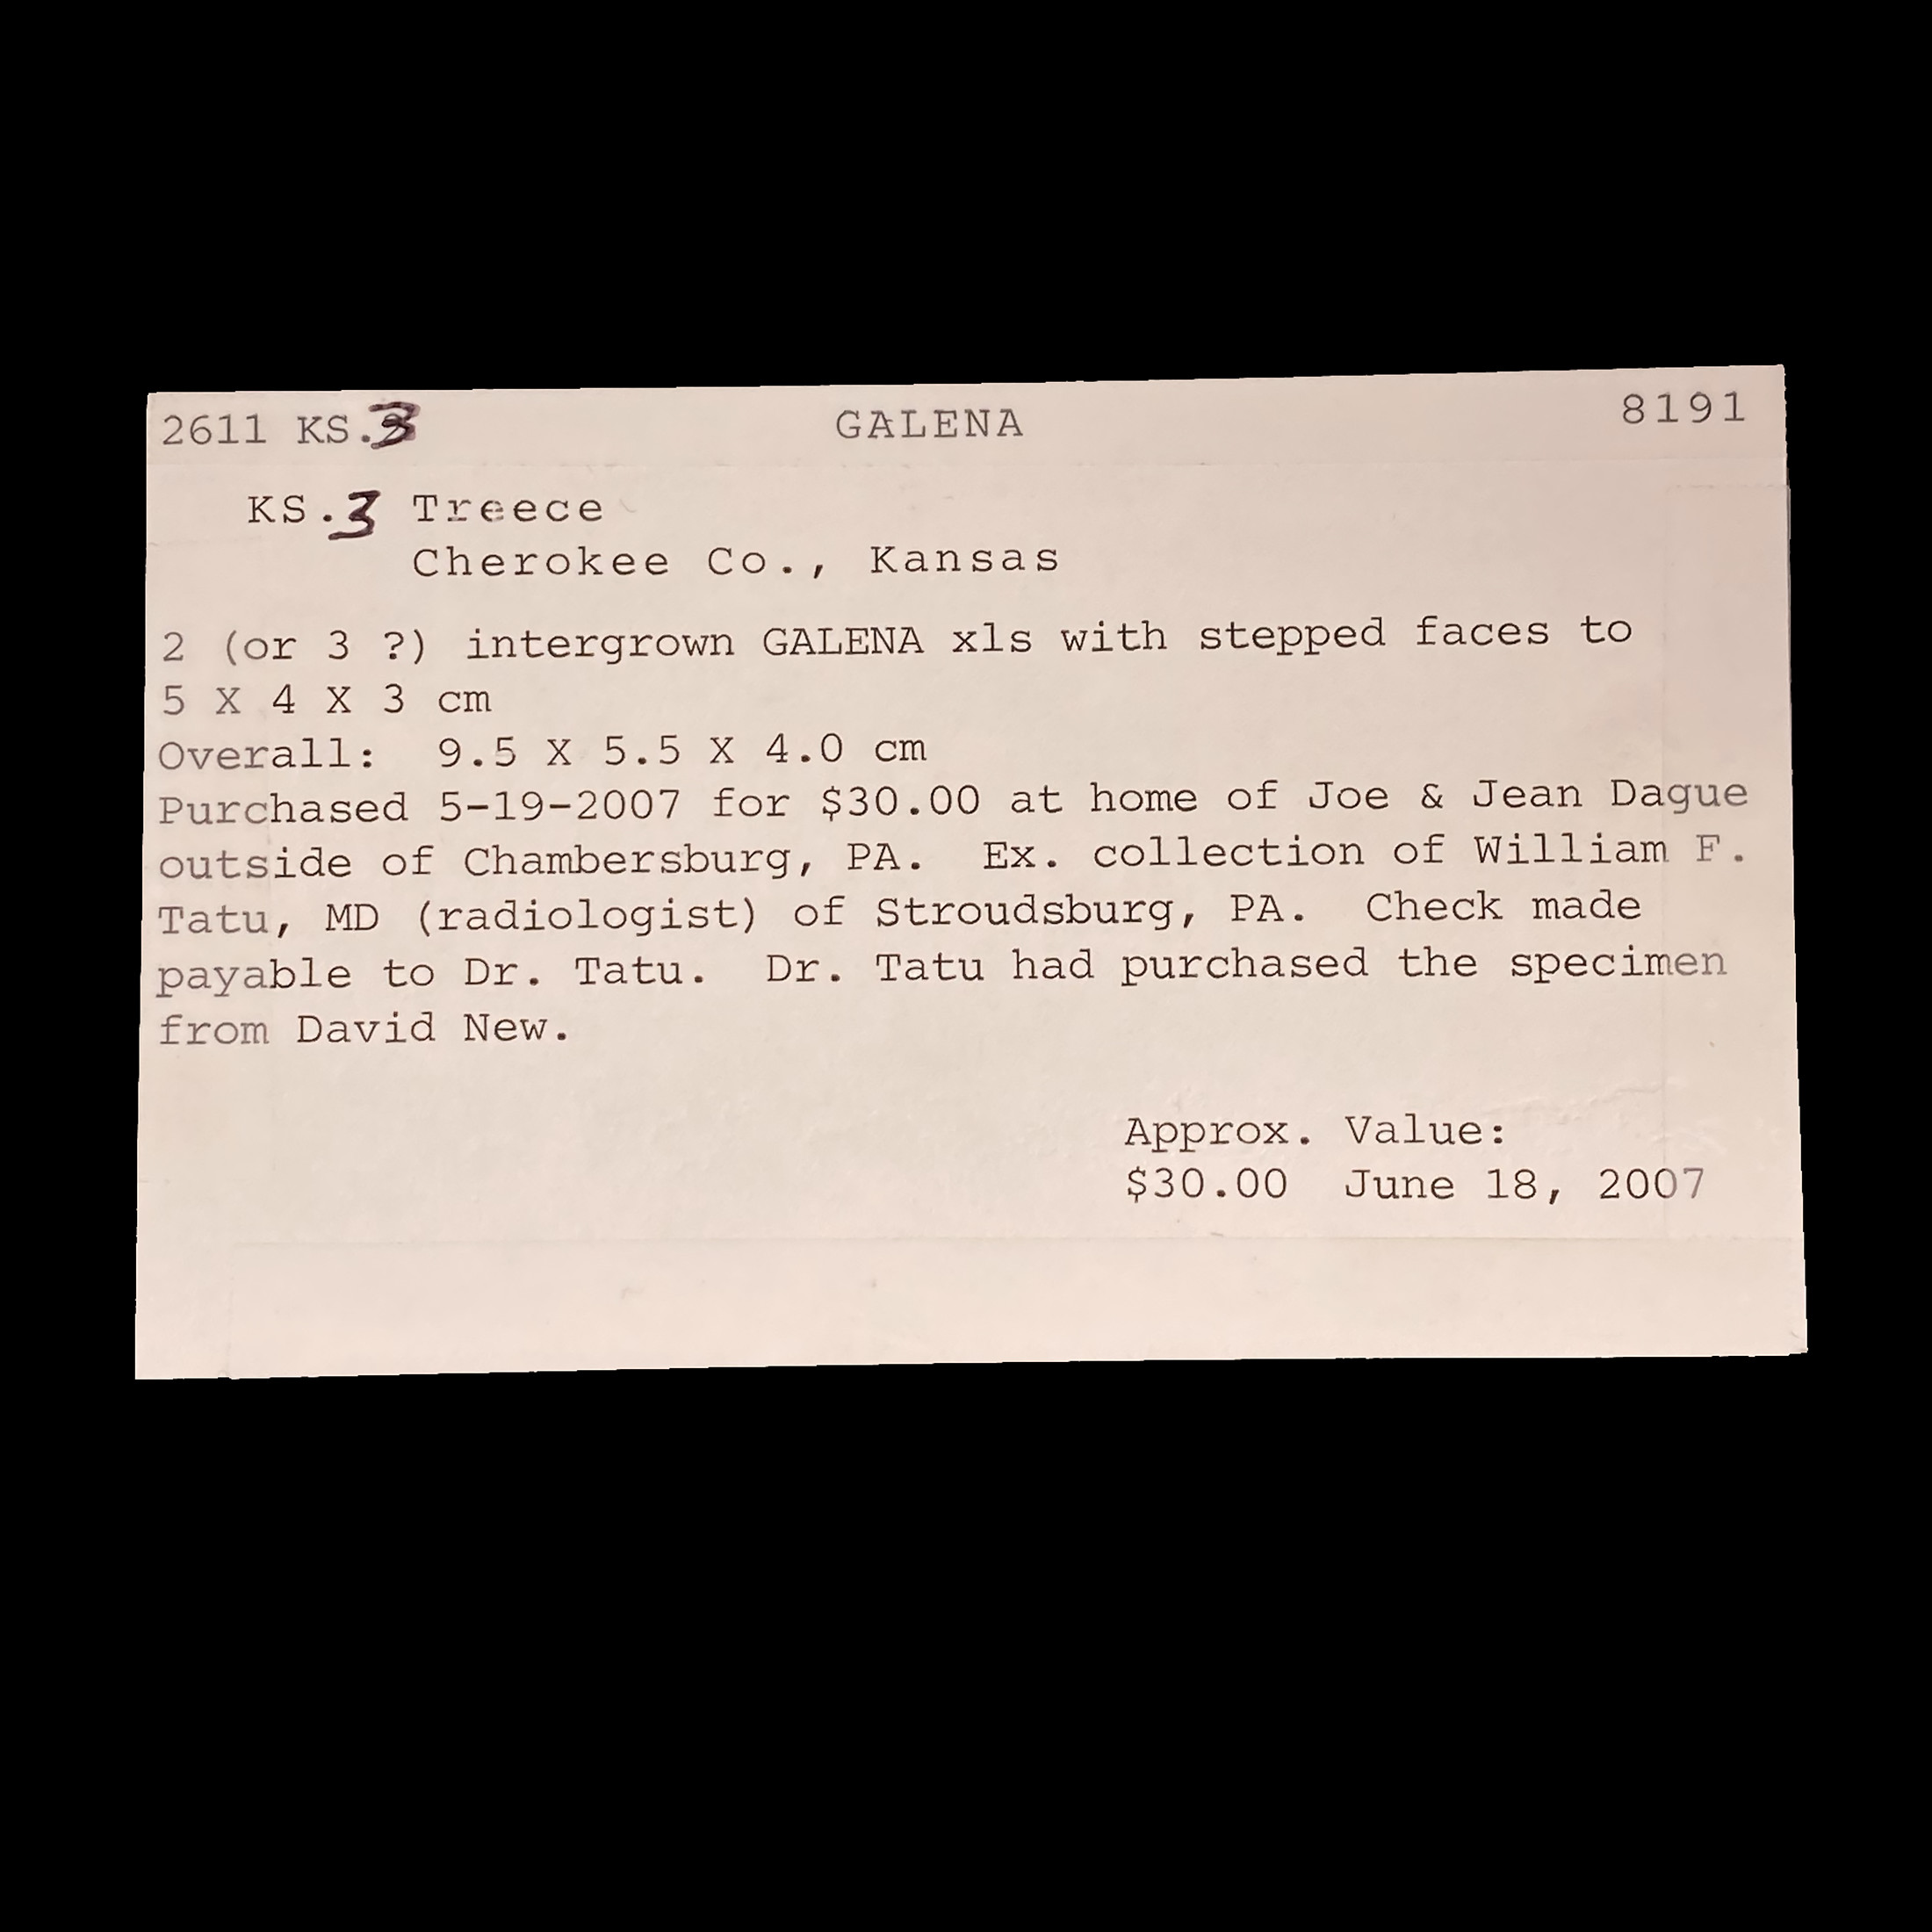 2611 KS.3 GALENA 8191
KS.3 Treece
Cherokee Co., Kansas
2 (or 3 ?) intergrown GALENA xls with stepped faces to
5 X 4 X 3 cm
Overall: 9.5 X 5.5 X 4.0 cm
Purchased 5-19-2007 for $30.00 at home of Joe & Jean Dague
outside of Chambersburg, PA. Ex. collection of William F.
Tatu, MD (radiologist) of Stroudsburg, PA. Check made
payable to Dr. Tatu. Dr. Tatu had purchased the specimen
from David New.
Approx. Value:
$30.00 June 18, 2007